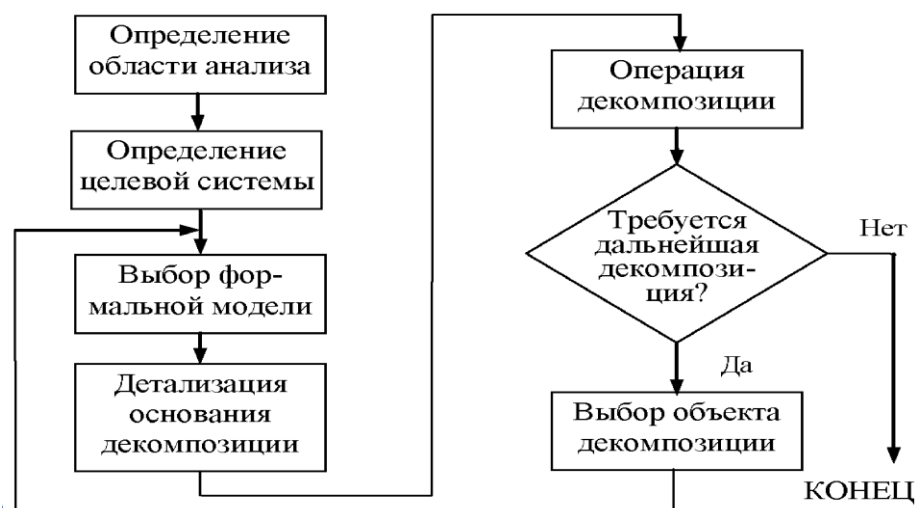 Определение
области анализа
Определение
целевой системы
Выбор фор-
мальной модели
Детализация
основания
декомпозиции
Операция
декомпозиции
Требуется
дальнейшая
декомпози-
ция?
Нет
Да
Выбор объекта
декомпозиции
КОНЕЦ